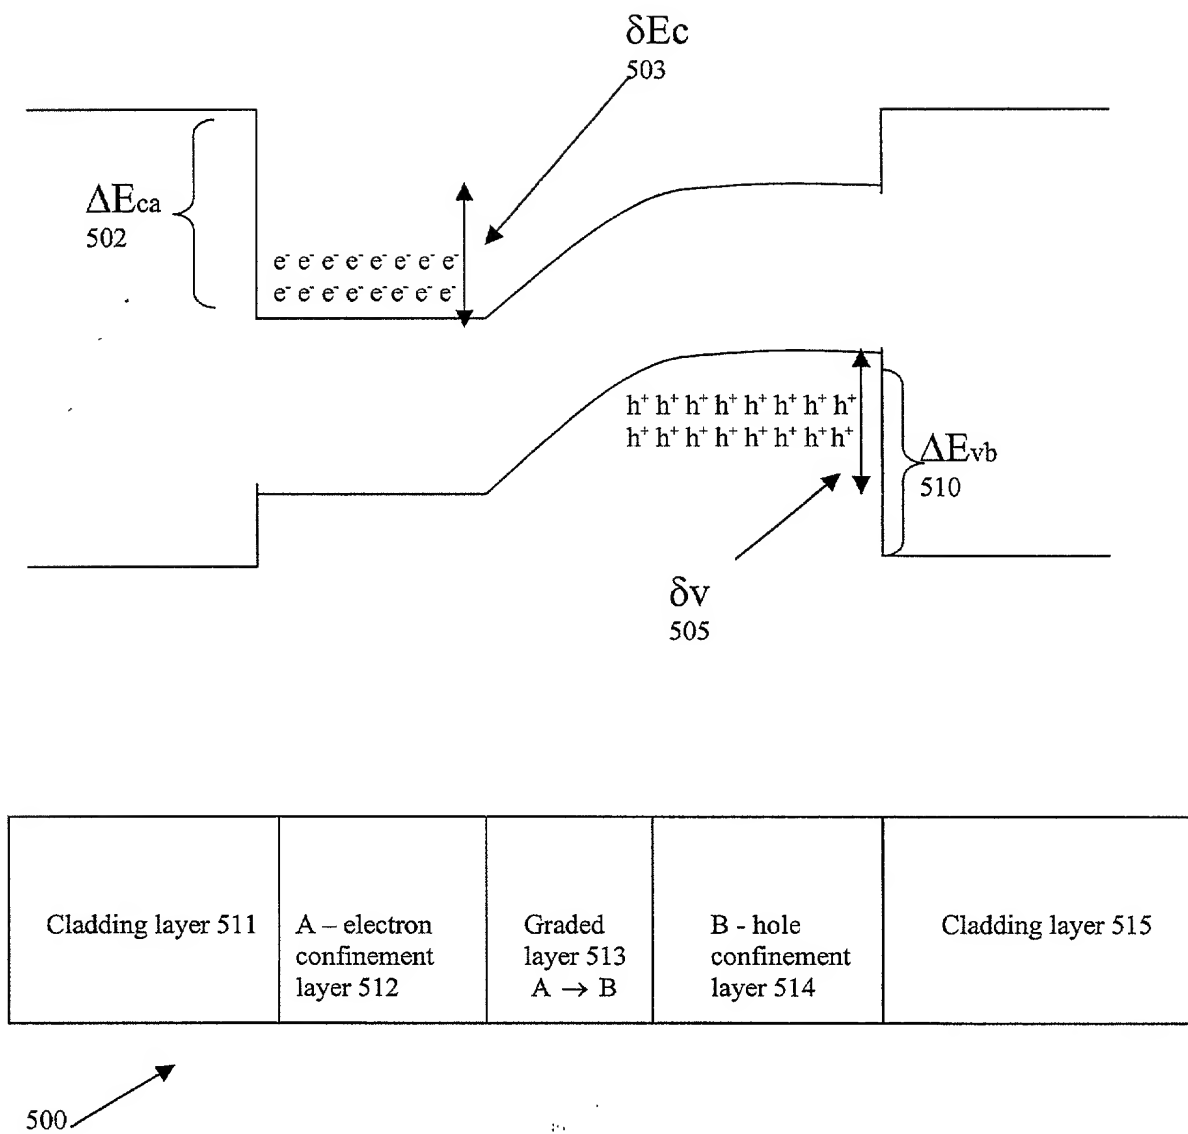 δEc
503
ΔEca
502
e⁻ e⁻ e⁻ e⁻ e⁻ e⁻ e⁻ e⁻
e⁻ e⁻ e⁻ e⁻ e⁻ e⁻ e⁻ e⁻
h⁺ h⁺ h⁺ h⁺ h⁺ h⁺ h⁺ h⁺
h⁺ h⁺ h⁺ h⁺ h⁺ h⁺ h⁺ h⁺
ΔEvb
510
δv
505
Cladding layer 511
A – electron
confinement
layer 512
Graded
layer 513
A → B
B - hole
confinement
layer 514
Cladding layer 515
500